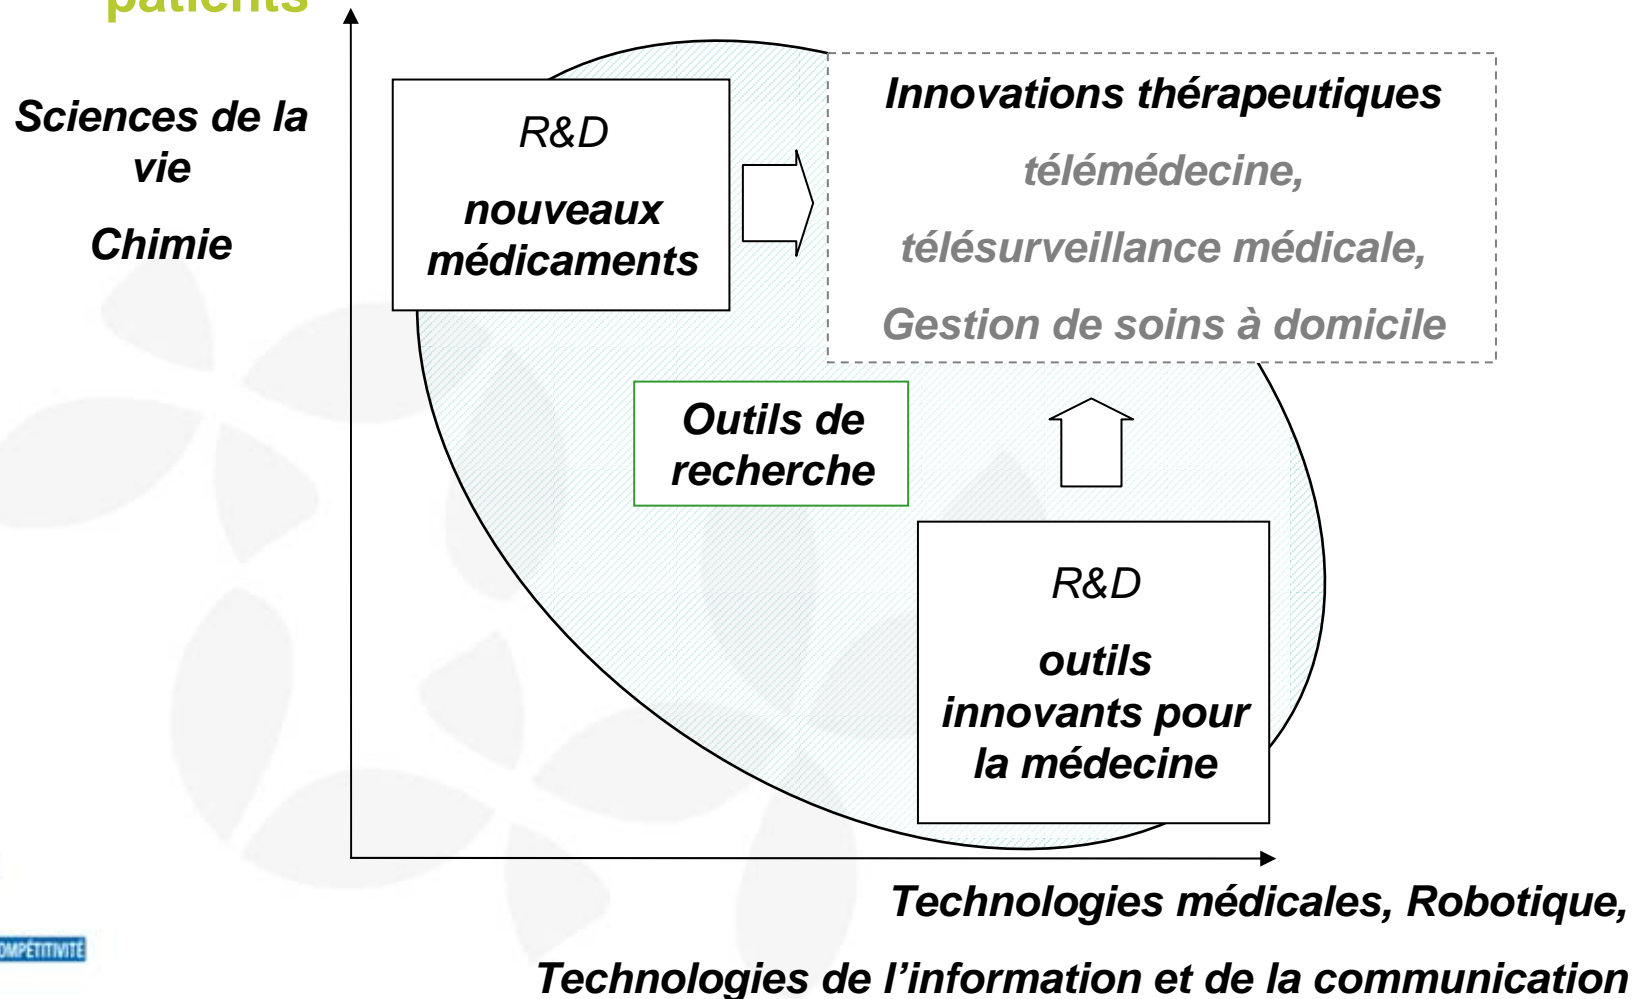 patients
Sciences de la
vie
Chimie
R&D
nouveaux
médicaments
Innovations thérapeutiques
télémédecine,
télésurveillance médicale,
Gestion de soins à domicile
Outils de
recherche
R&D
outils
innovants pour
la médecine
Technologies médicales, Robotique,
Technologies de l’information et de la communication